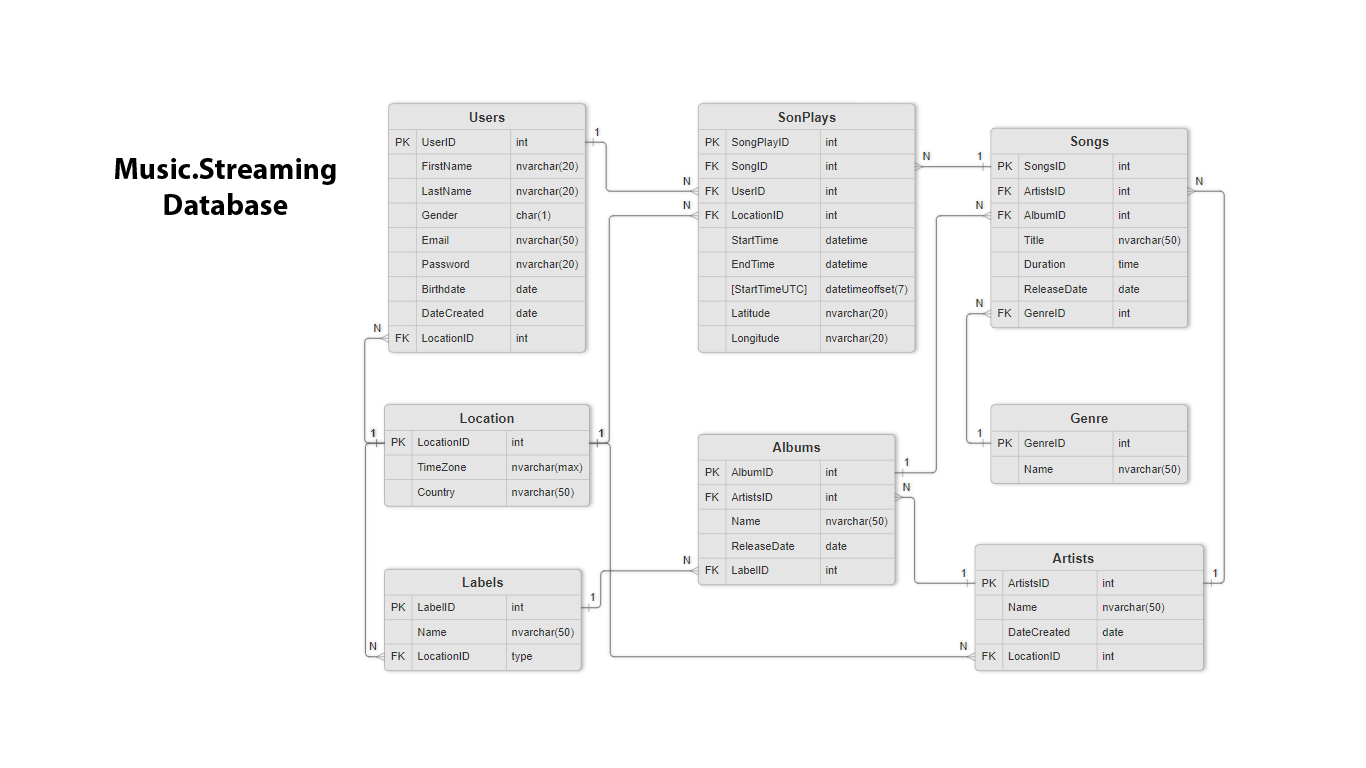 Music.Streaming
Database
Users
PK UserID int
FirstName nvarchar(20)
LastName nvarchar(20)
Gender char(1)
Email nvarchar(50)
Password nvarchar(20)
Birthdate date
DateCreated date
FK LocationID int
1
N
SonPlays
PK SongPlayID int
FK SongID int
N FK UserID int
N FK LocationID int
StartTime datetime
EndTime datetime
[StartTimeUTC] datetimeoffset(7)
Latitude nvarchar(20)
Longitude nvarchar(20)
N 1
Songs
PK SongsID int
FK ArtistsID int N
N FK AlbumID int
Title nvarchar(50)
Duration time
ReleaseDate date
N FK GenreID int
Location
1 PK LocationID int 1
TimeZone nvarchar(max)
Country nvarchar(50)
Albums
PK AlbumID int 1
FK ArtistsID int N
Name nvarchar(50)
ReleaseDate date
N FK LabelID int
Genre
1 PK GenreID int
Name nvarchar(50)
Labels
PK LabelID int 1
Name nvarchar(50)
N FK LocationID type
Artists
1 PK ArtistsID int 1
Name nvarchar(50)
DateCreated date
N FK LocationID int